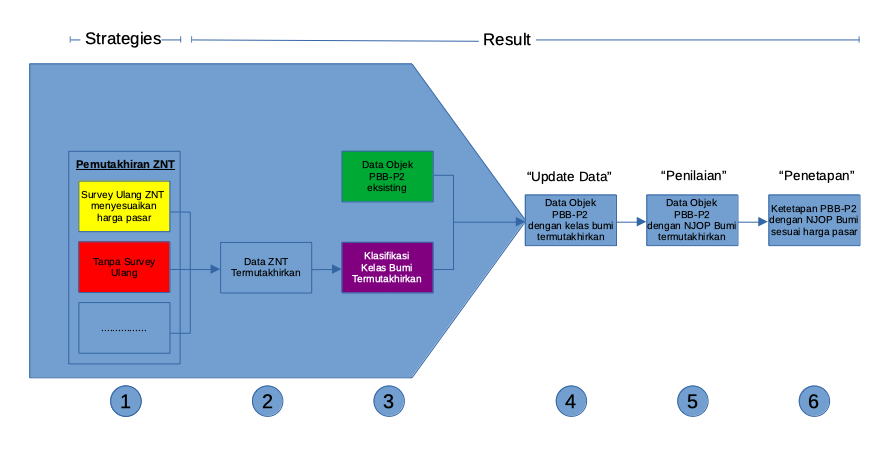 Strategies
Result
Pemutakhiran ZNT
Survey Ulang ZNT
menyesuaikan
harga pasar
Tanpa Survey
Ulang
................
Data ZNT
Termutakhirkan
Data Objek
PBB-P2
eksisting
Klasifikasi
Kelas Bumi
Termutakhirkan
“Update Data”
Data Objek
PBB-P2
dengan kelas bumi
termutakhirkan
“Penilaian”
Data Objek
PBB-P2
dengan NJOP Bumi
termutakhirkan
“Penetapan”
Ketetapan PBB-P2
dengan NJOP Bumi
sesuai harga pasar
1
2
3
4
5
6